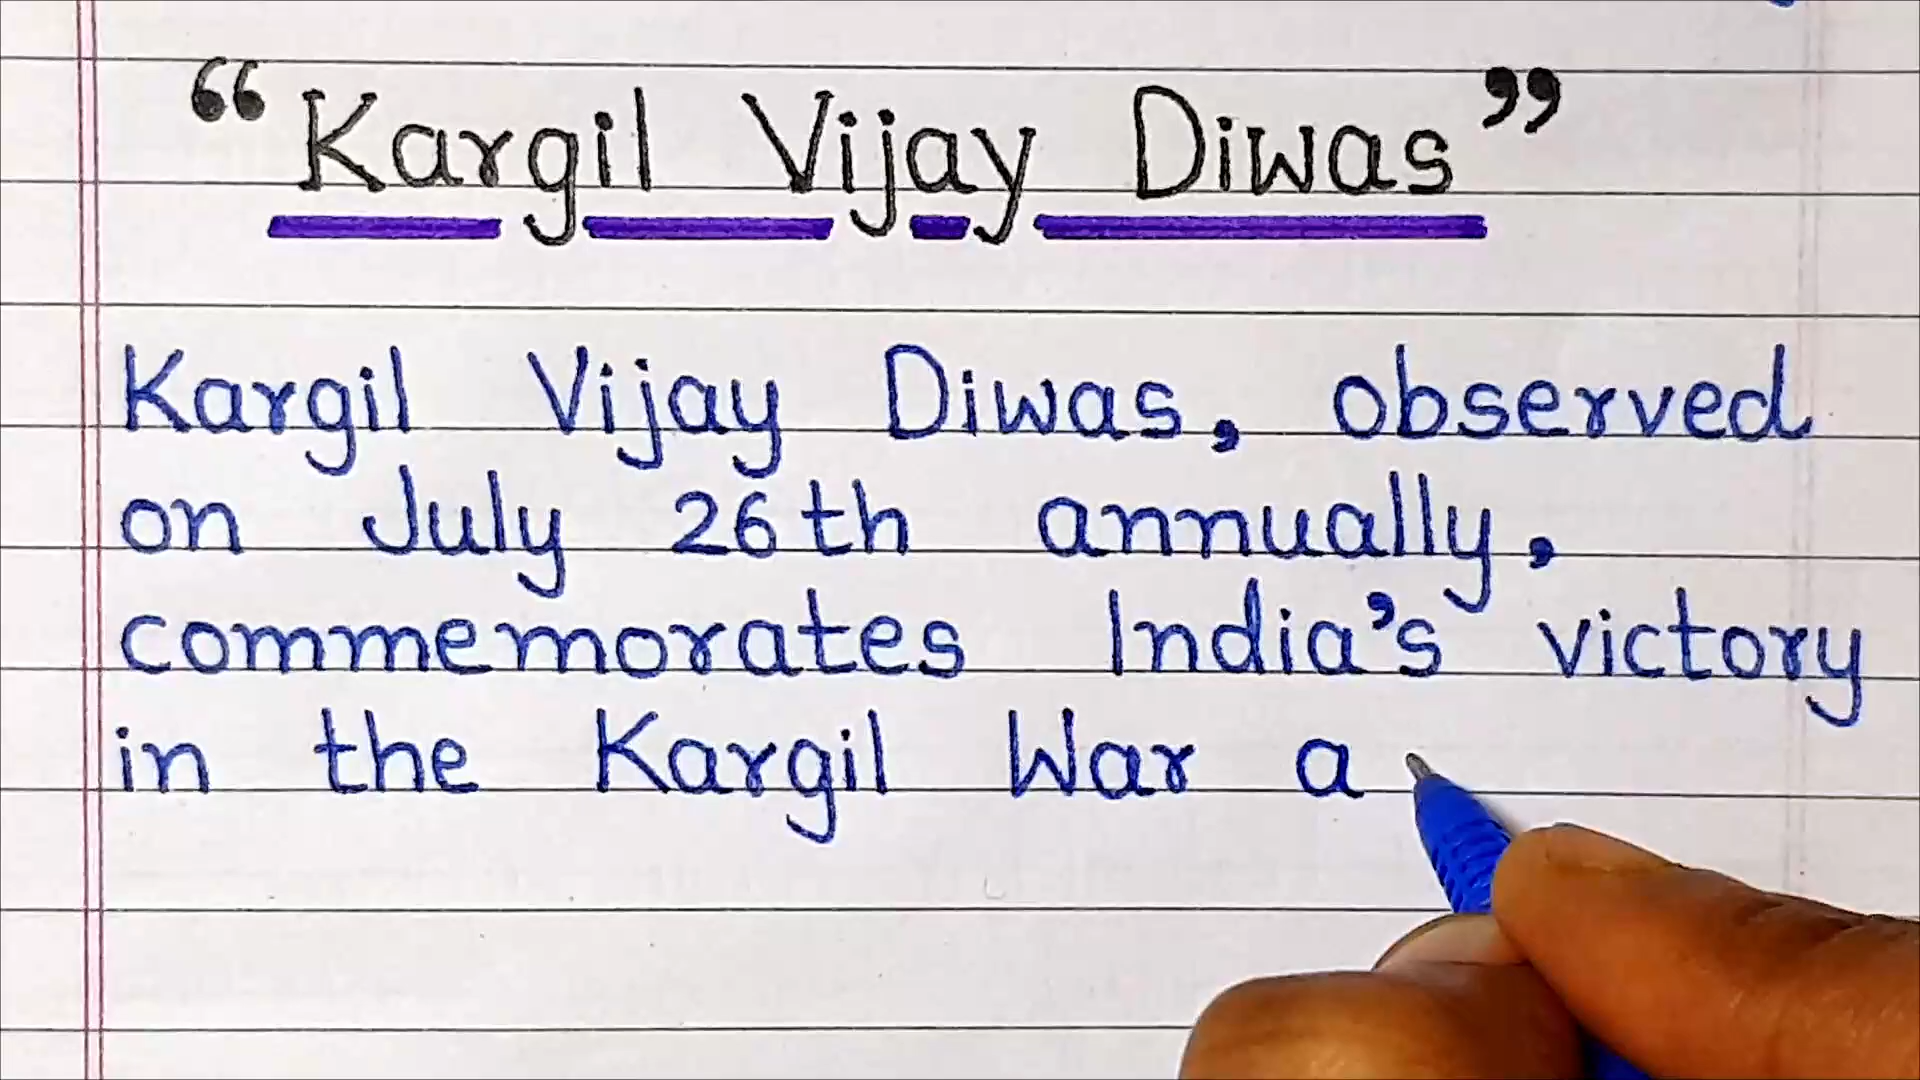 “Kargil Vijay Diwas”
Kargil Vijay Diwas, observed
on July 26th annually,
commemorates India's victory
in the Kargil War a